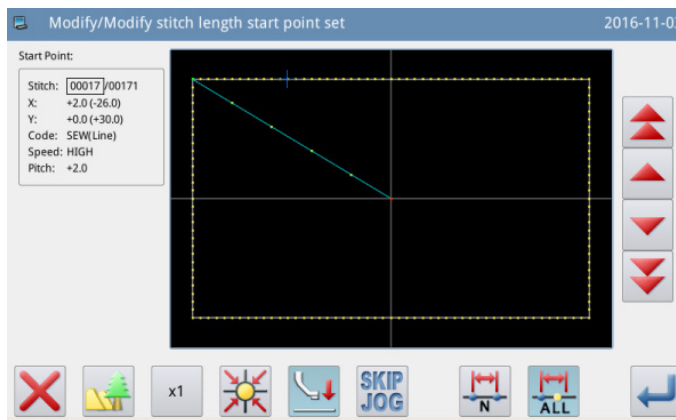 Modify/Modify stitch length start point set
2016-11-0
Start Point:
Stitch: 00017/00171
X: +2.0 (-26.0)
Y: +0.0 (+30.0)
Code: SEW(Line)
Speed: HIGH
Pitch: +2.0
x1
SKIP
JOG
N
ALL